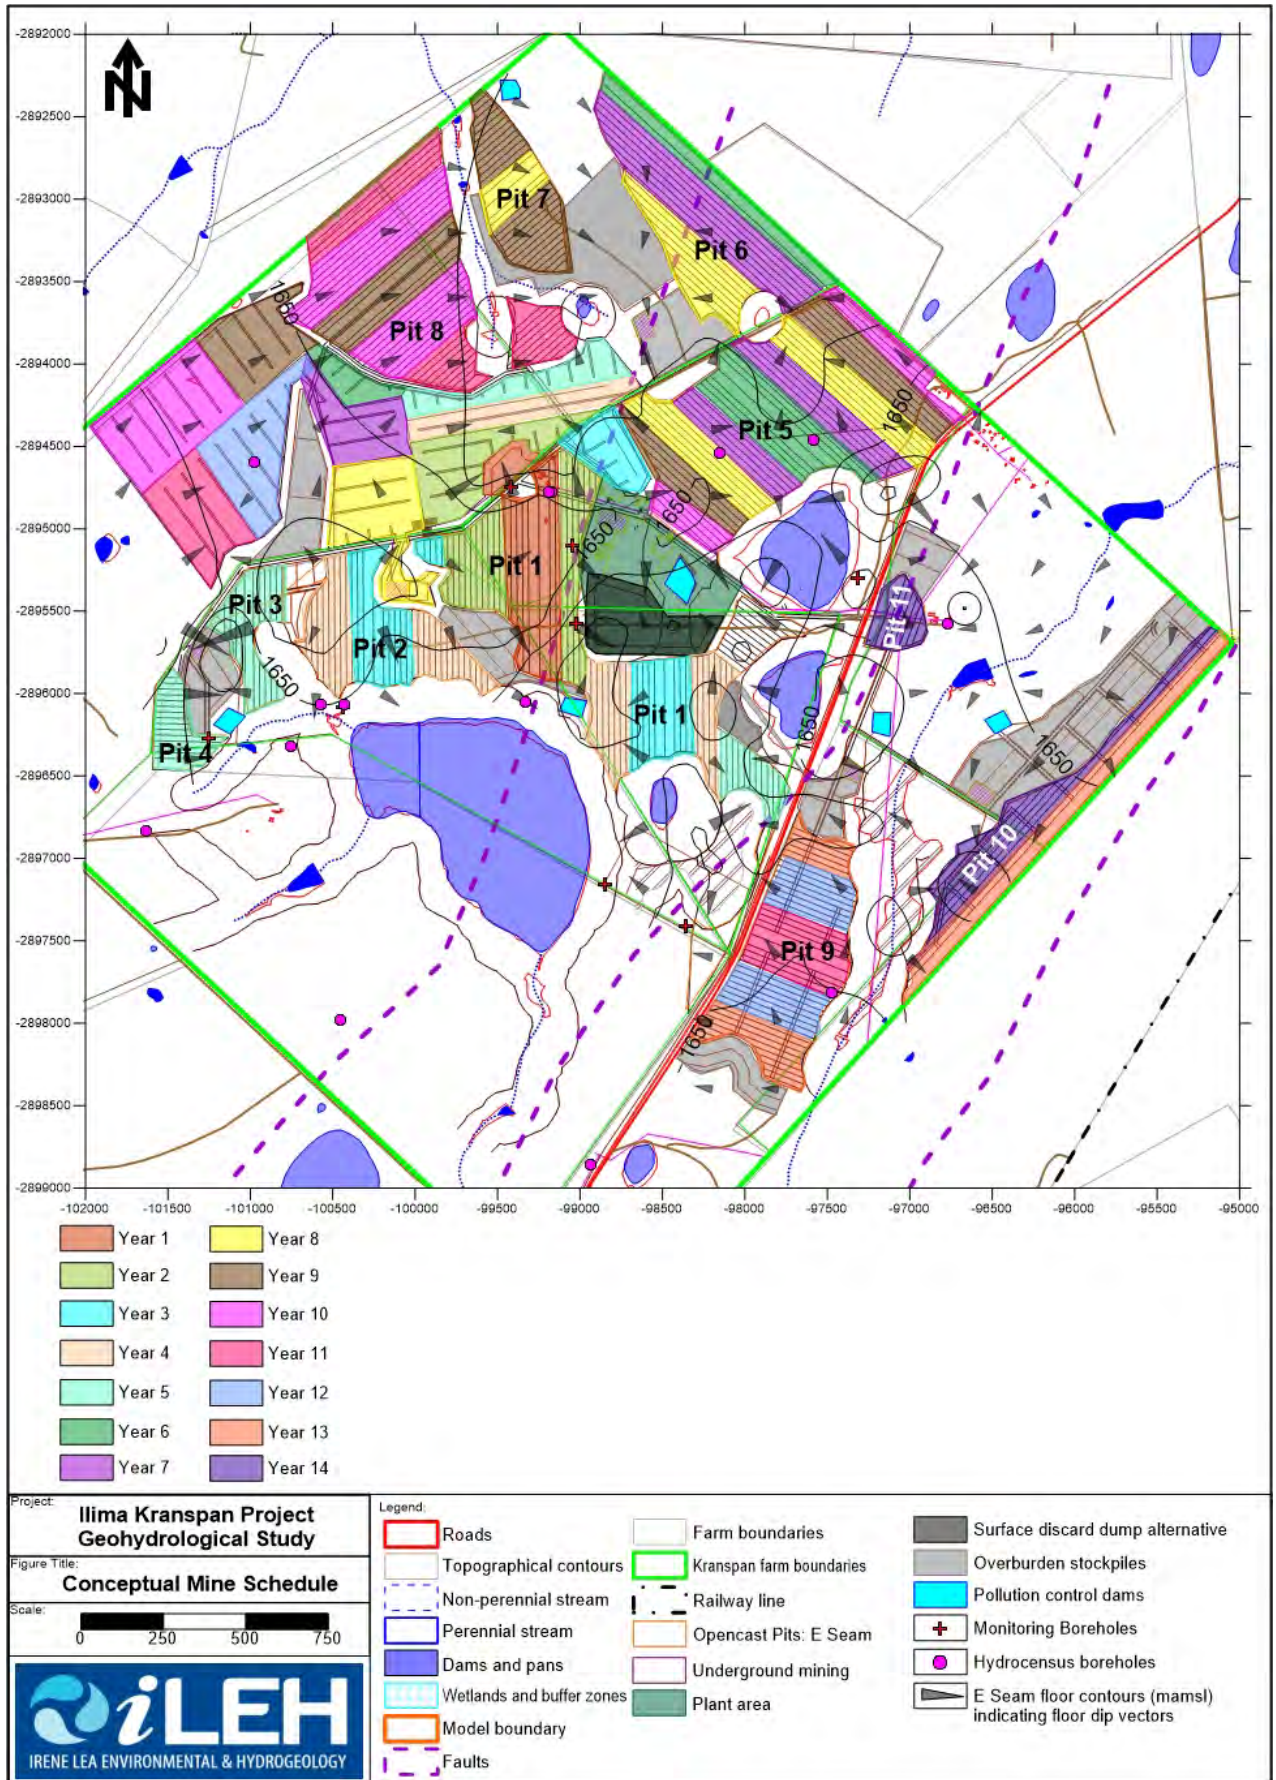 -2892000
-2892500
-2893000
-2893500
-2894000
-2894500
-2895000
-2895500
-2896000
-2896500
-2897000
-2897500
-2898000
-2898500
-2899000
N
Pit 7
Pit 6
1660
Pit 8
1650
Pit 5
1650
1650
Pit 1
Pit 3
Pit 11
Pit 2
1650
Pit 1
1650
1650
Pit 4
Pit 10
Pit 9
1650
-102000 -101500 -101000 -100500 -100000 -99500 -99000 -98500 -98000 -97500 -97000 -96500 -96000 -95500 -95000
Year 1
Year 2
Year 3
Year 4
Year 5
Year 6
Year 7
Year 8
Year 9
Year 10
Year 11
Year 12
Year 13
Year 14
Project:
Ilima Kranspan Project
Geohydrological Study
Figure Title:
Conceptual Mine Schedule
Scale:
0 250 500 750
iLEH
IRENE LEA ENVIRONMENTAL & HYDROGEOLOGY
Legend:
Roads
Topographical contours
Non-perennial stream
Perennial stream
Dams and pans
Wetlands and buffer zones
Model boundary
Faults
Farm boundaries
Kranspan farm boundaries
Railway line
Opencast Pits: E Seam
Underground mining
Plant area
Surface discard dump alternative
Overburden stockpiles
Pollution control dams
Monitoring Boreholes
Hydrocensus boreholes
E Seam floor contours (mamsl)
indicating floor dip vectors